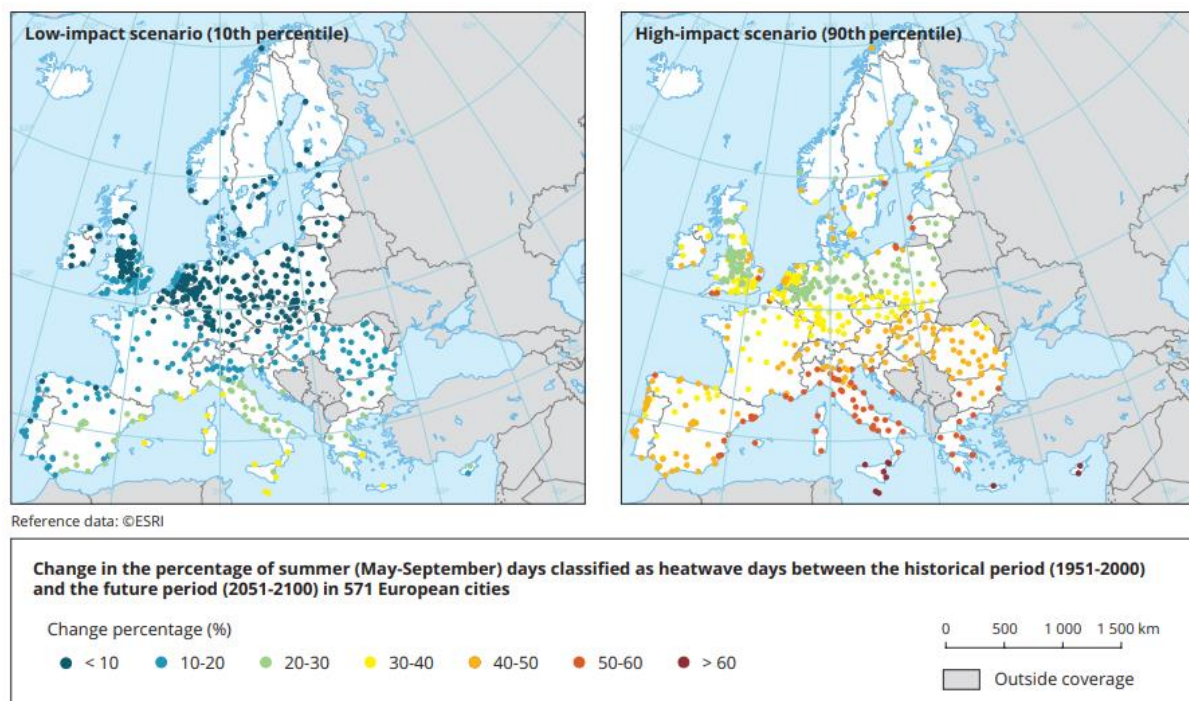 Low-impact scenario (10th percentile)
High-impact scenario (90th percentile)
Reference data: ©ESRI
Change in the percentage of summer (May-September) days classified as heatwave days between the historical period (1951-2000)
and the future period (2051-2100) in 571 European cities
Change percentage (%)
0 500 1 000 1 500 km
< 10 10-20 20-30 30-40 40-50 50-60 > 60
Outside coverage